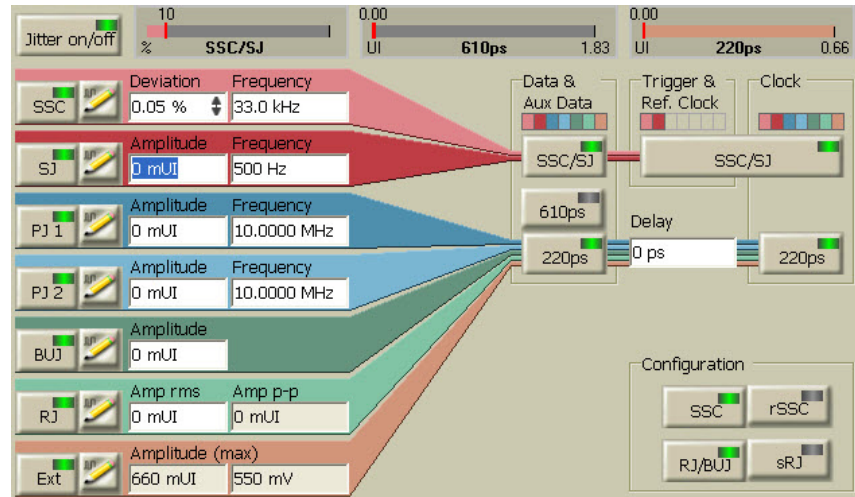 Jitter on/off
10
% SSC/SJ
0.00
UI 610ps 1.83
0.00
UI 220ps 0.66
SSC
Deviation Frequency
0.05 % 33.0 kHz
SJ
Amplitude Frequency
0 mUI 500 Hz
PJ 1
Amplitude Frequency
0 mUI 10.0000 MHz
PJ 2
Amplitude Frequency
0 mUI 10.0000 MHz
BUJ
Amplitude
0 mUI
RJ
Amp rms Amp p-p
0 mUI 0 mUI
Ext
Amplitude (max)
660 mUI 550 mV
Data &
Aux Data
SSC/SJ
610ps
220ps
Trigger &
Ref. Clock
Clock
SSC/SJ
Delay
0 ps
220ps
Configuration
SSC rSSC
RJ/BUJ sRJ